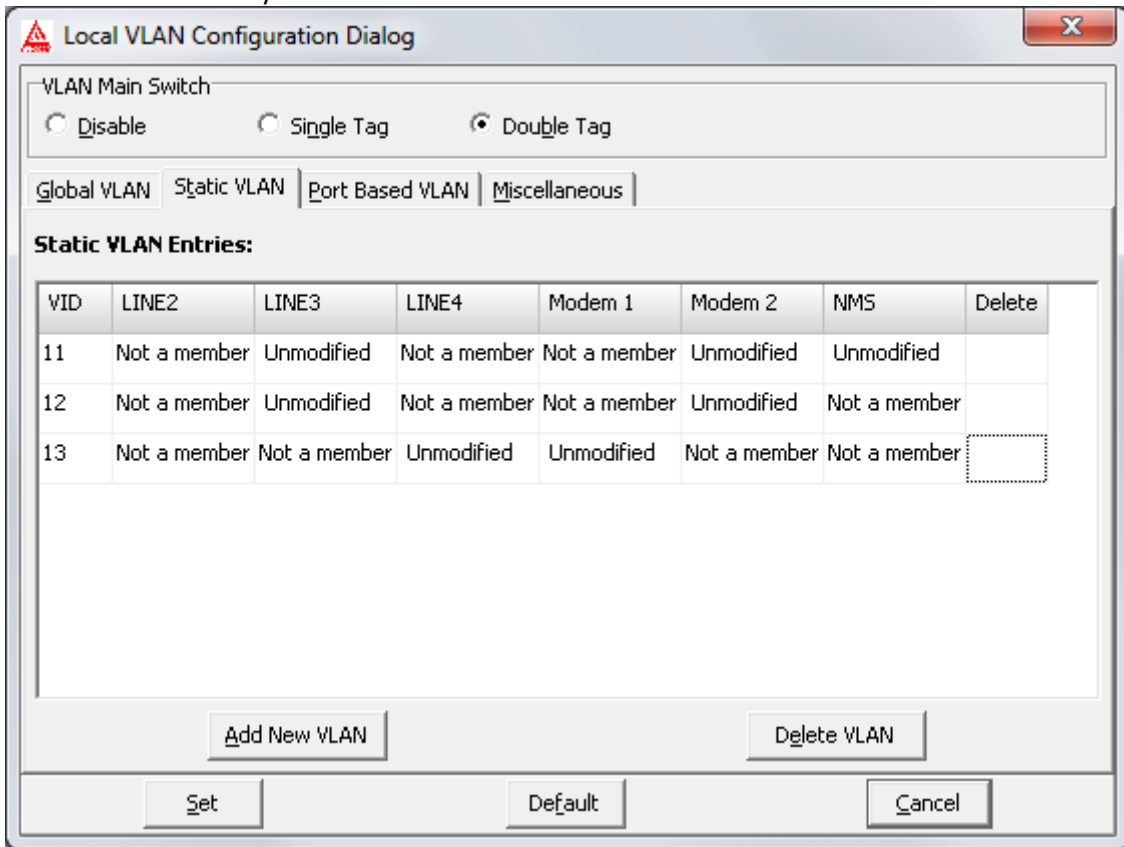 Local VLAN Configuration Dialog
VLAN Main Switch
Disable Single Tag Double Tag
Global VLAN Static VLAN Port Based VLAN Miscellaneous
Static VLAN Entries:
VID LINE2 LINE3 LINE4 Modem 1 Modem 2 NMS Delete
11 Not a member Unmodified Not a member Not a member Unmodified Unmodified
12 Not a member Unmodified Not a member Not a member Unmodified Not a member
13 Not a member Not a member Unmodified Unmodified Not a member Not a member
Add New VLAN Delete VLAN
Set Default Cancel